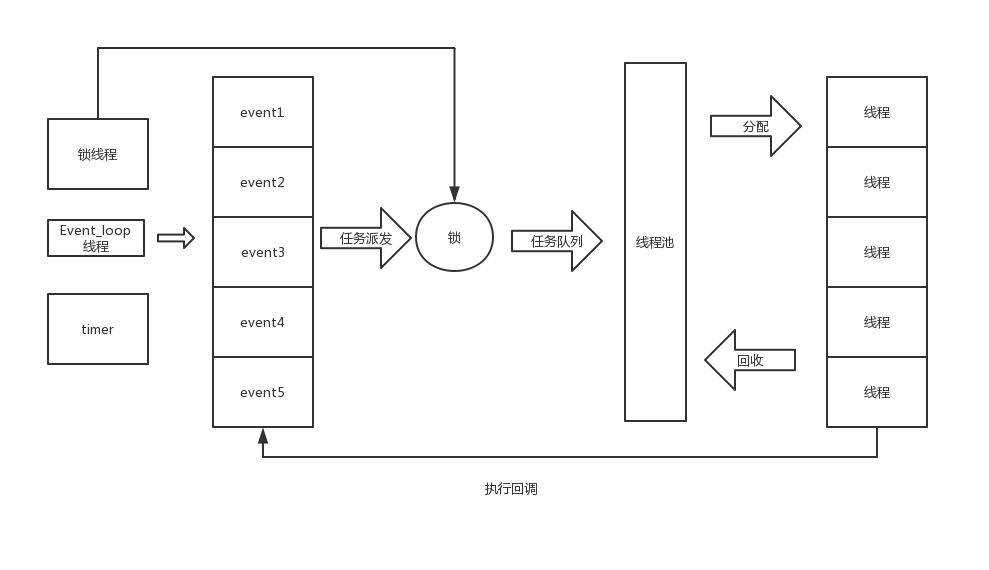 锁线程
Event_loop
线程
timer
event1
event2
event3
event4
event5
任务派发
锁
任务队列
线程池
分配
回收
线程
线程
线程
线程
线程
执行回调